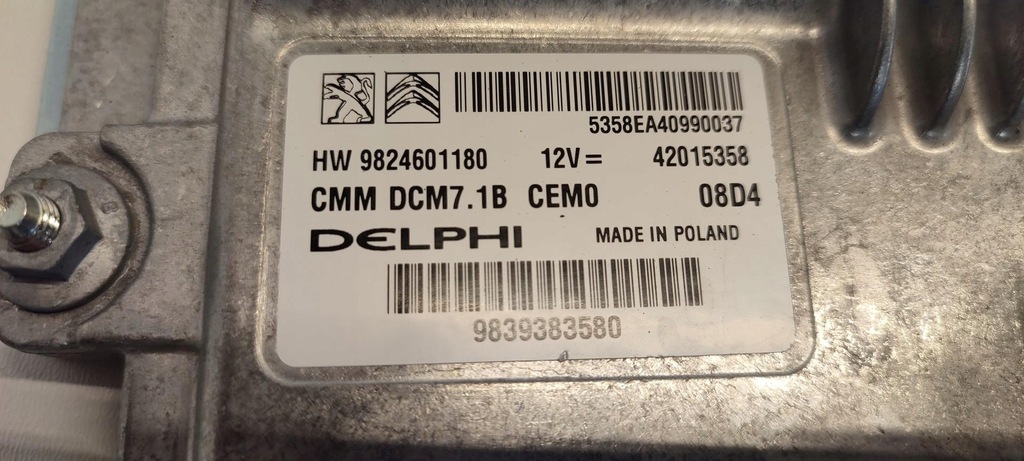 5358EA40990037
HW 9824601180 12V= 42015358
CMM DCM7.1B CEM0 08D4
DELPHI MADE IN POLAND
9839383580